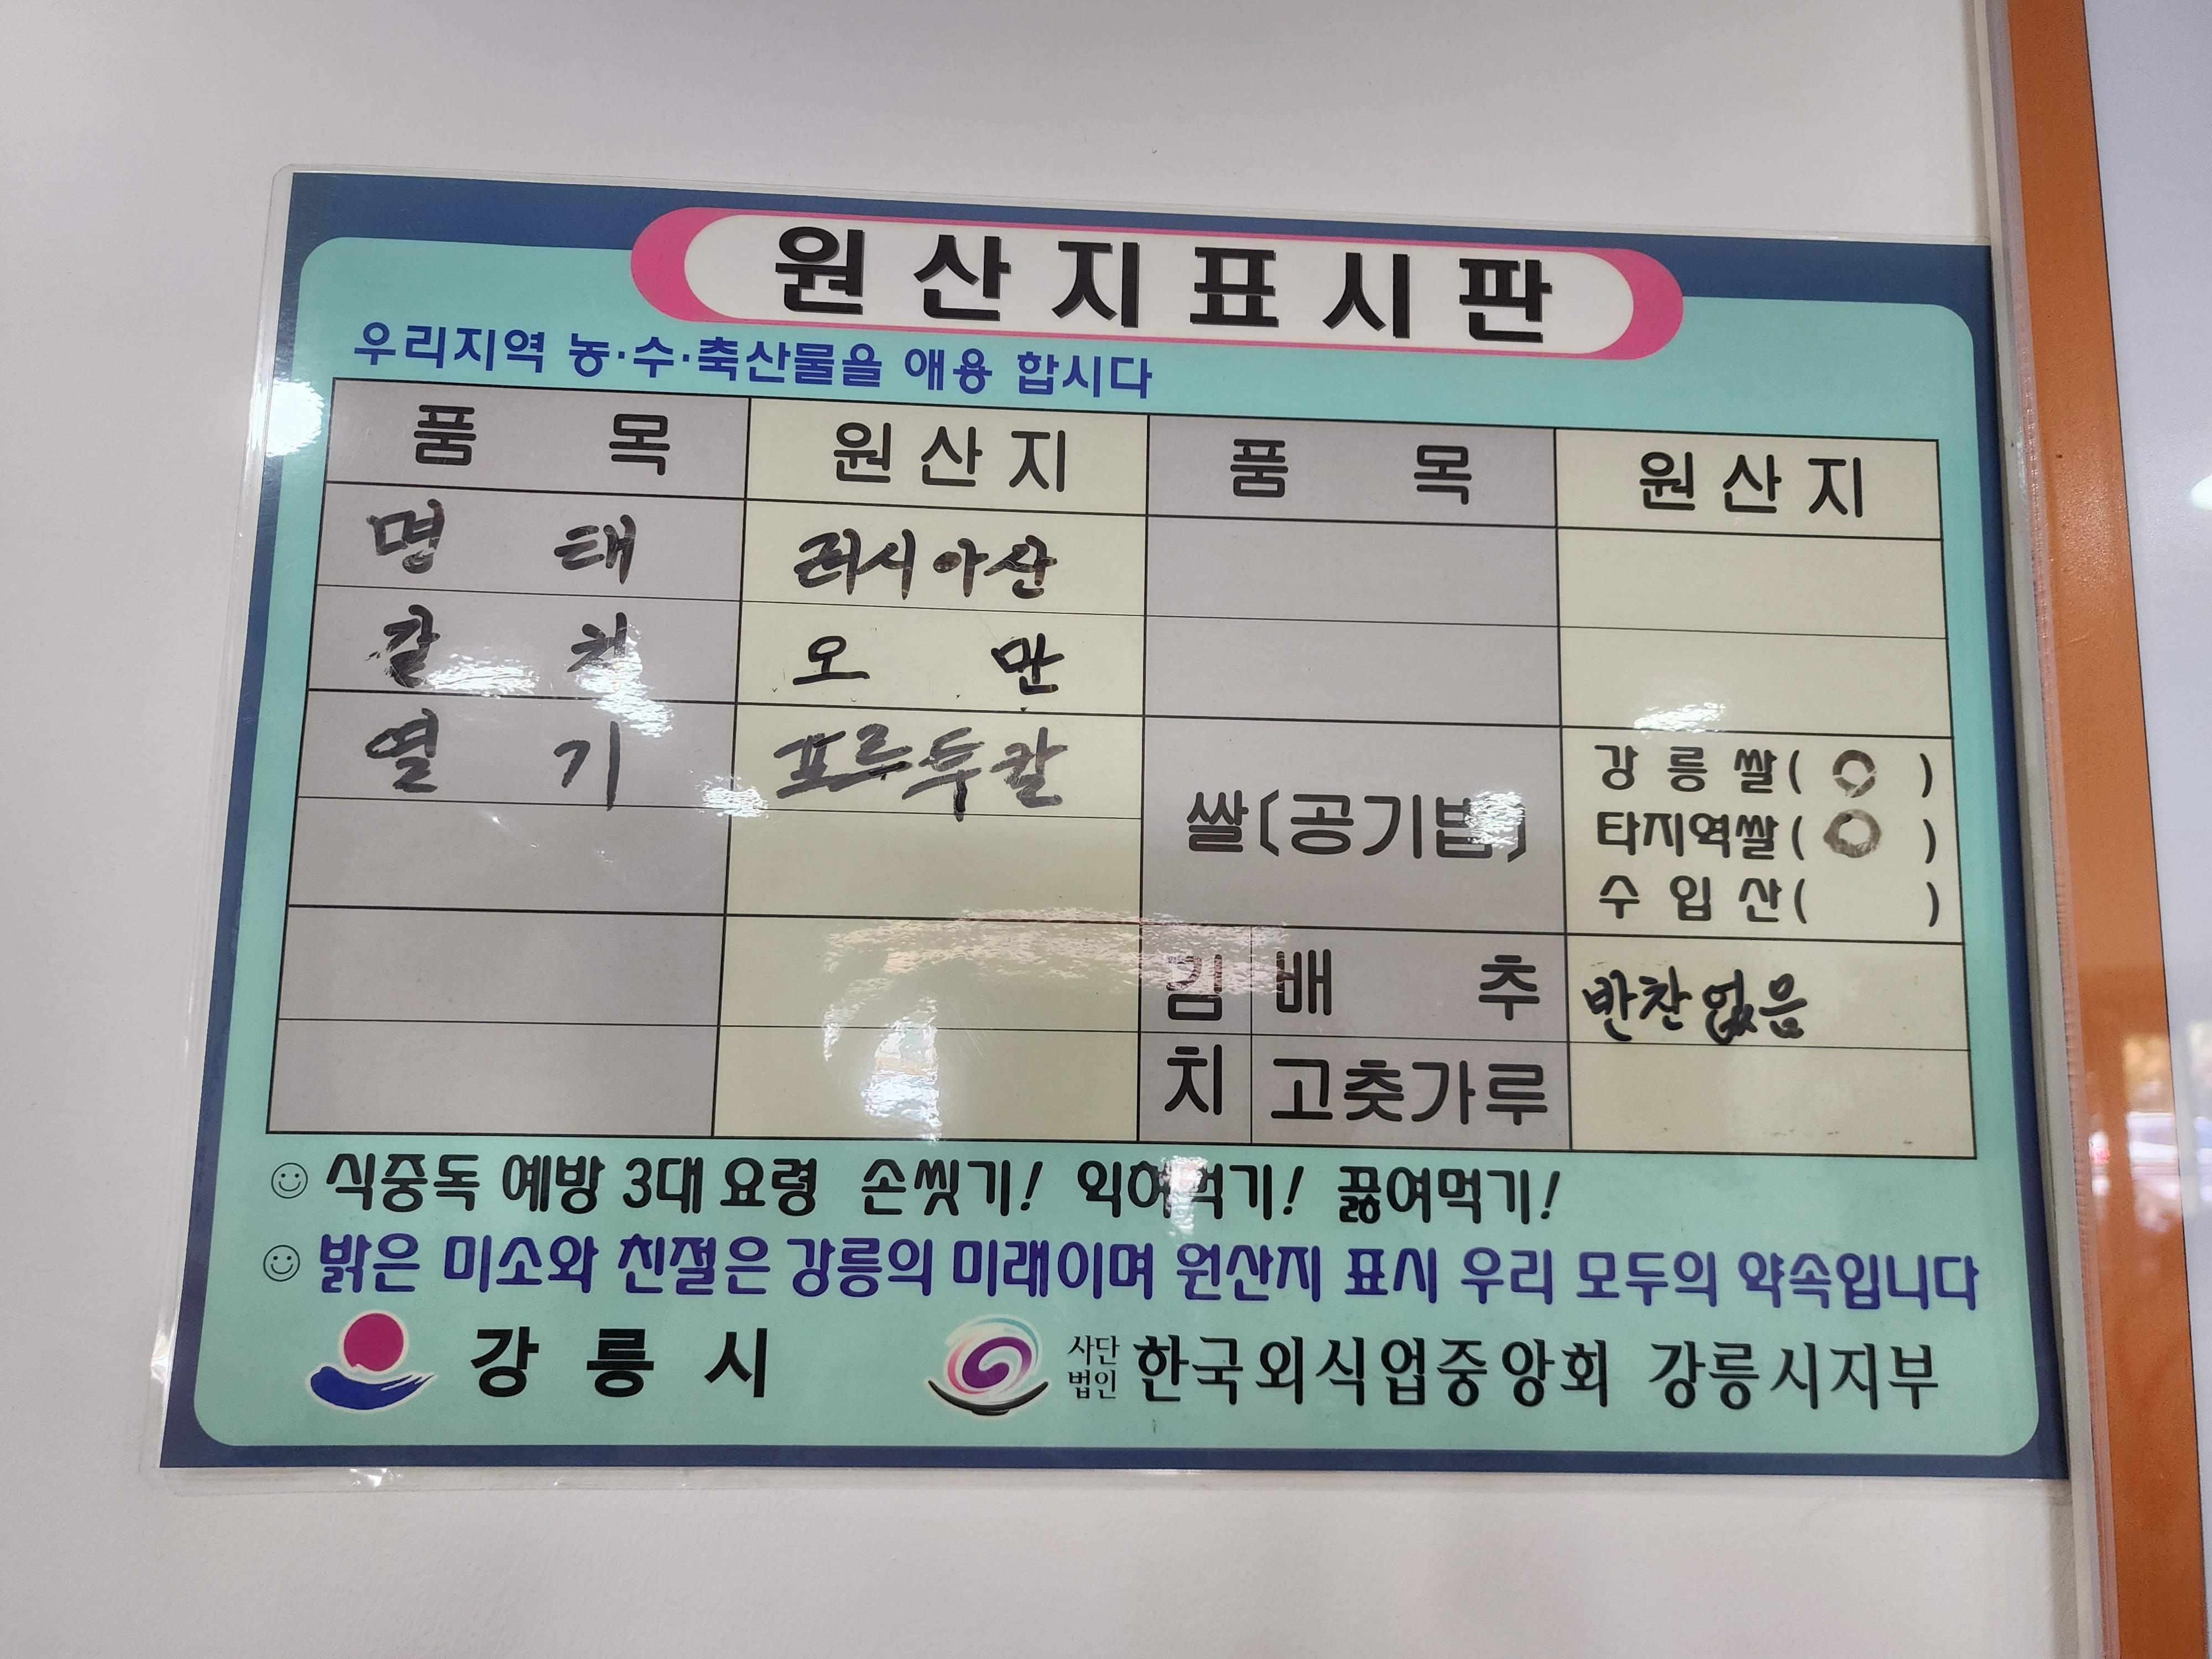 원산지표시판
우리지역 농·수·축산물을 애용 합시다
품 목 원산지 품 목 원산지
명 태 러시아산
갈 치 오 만
열 기 포르투칼
쌀(공기밥) 강릉쌀( ○ )
타지역쌀( ○ )
수입산( )
김치 배 추 반찬없음
고춧가루
식중독 예방 3대 요령 손씻기! 익혀먹기! 끓여먹기!
밝은 미소와 친절은 강릉의 미래이며 원산지 표시 우리 모두의 약속입니다
강릉시
사단법인 한국외식업중앙회 강릉시지부